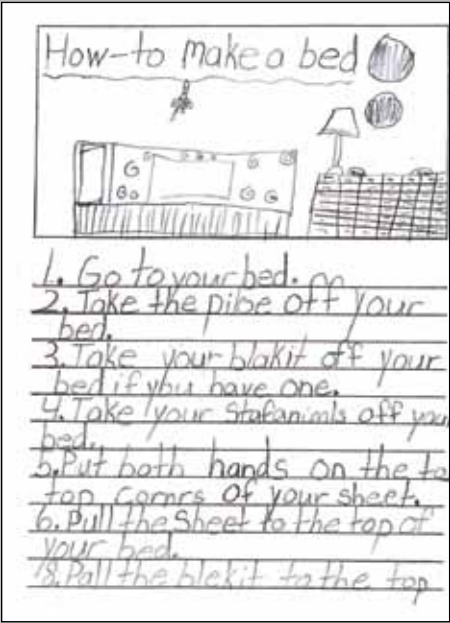 How-to make a bed
1. Go to your bed.
2. Take the piloe off your
bed.
3. Take your blakit off your
bed if you have one.
4. Take your Stafanimls off your
bed.
5. Put both hands on the to
top cornrs of your sheet.
6. Pull the Sheet to the top of
your bed.
8. Pall the blekit to the top